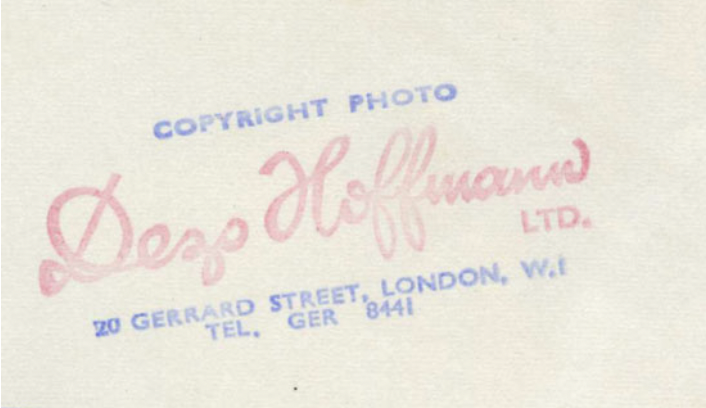 COPYRIGHT PHOTO
Dezo Hoffmann
LTD.
20 GERRARD STREET, LONDON, W.1
TEL. GER 8441